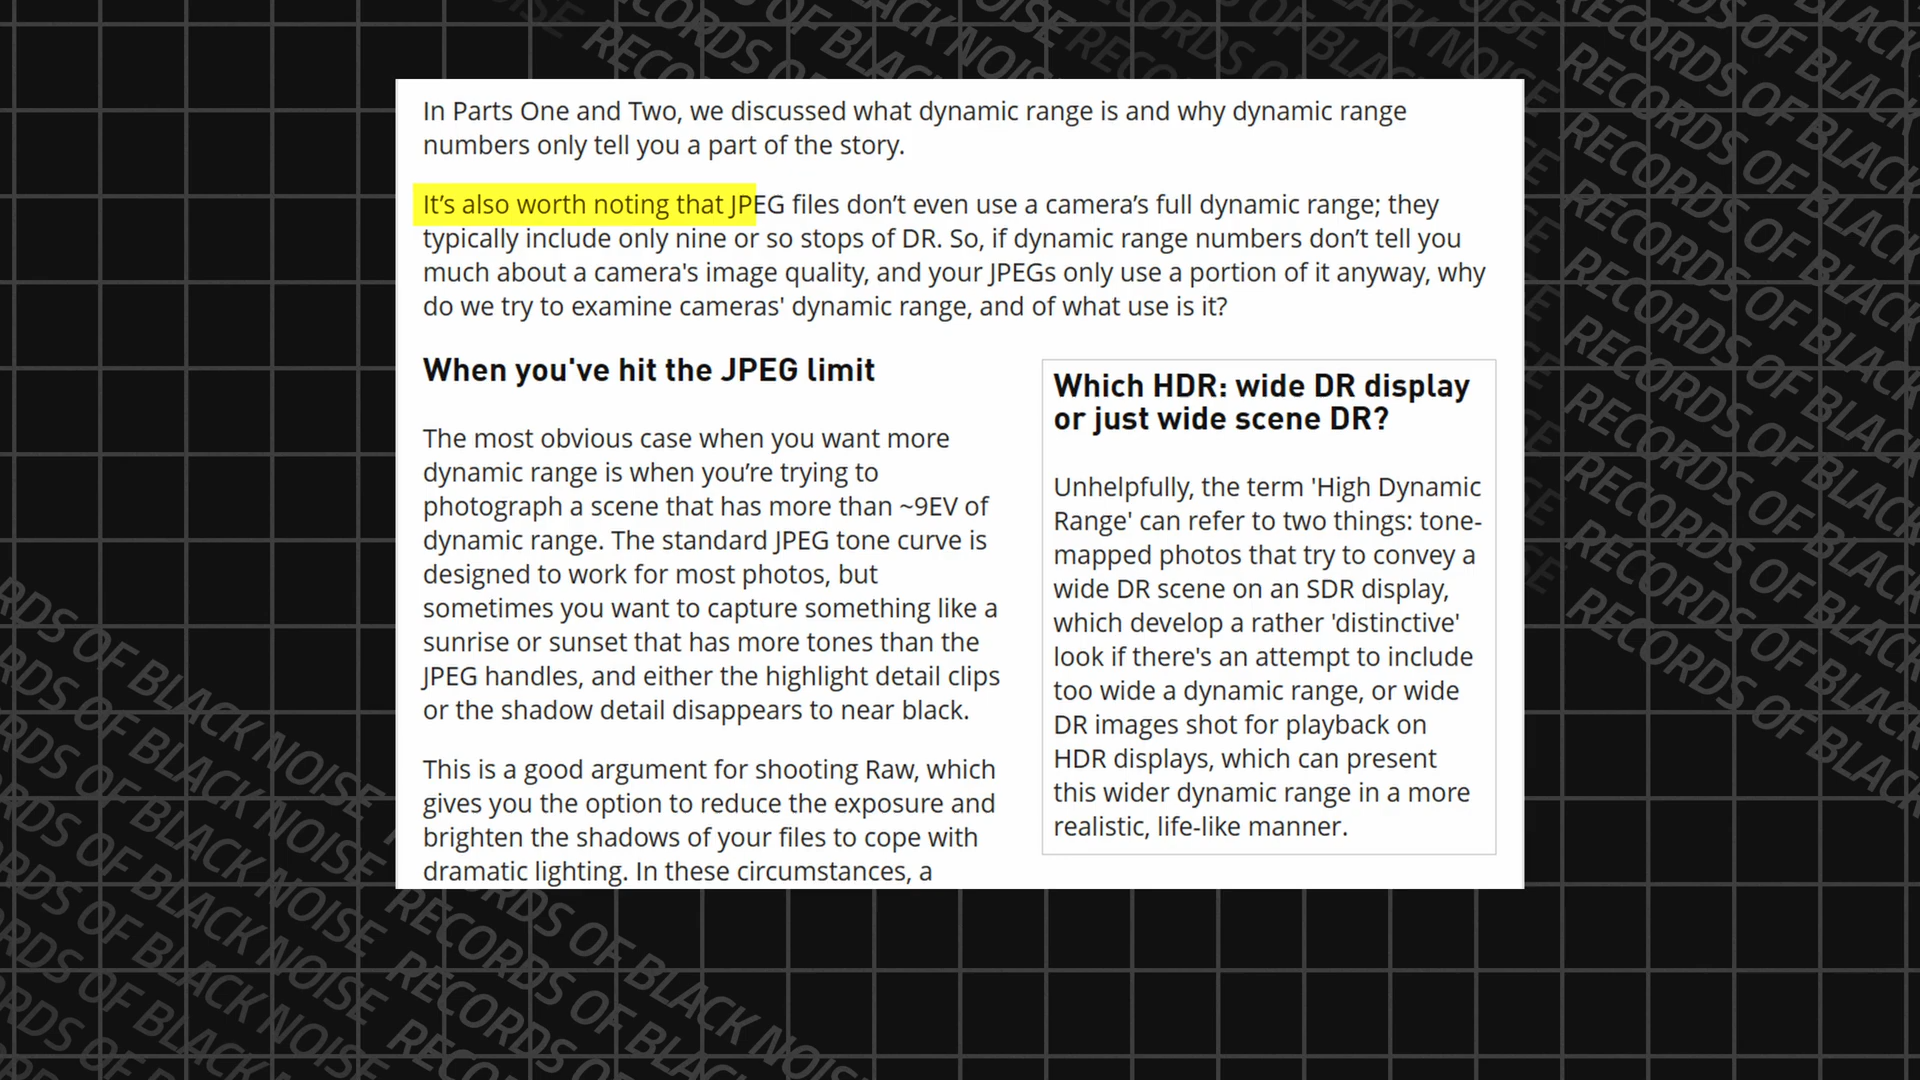 In Parts One and Two, we discussed what dynamic range is and why dynamic range
numbers only tell you a part of the story.
It’s also worth noting that JPEG files don’t even use a camera’s full dynamic range; they
typically include only nine or so stops of DR. So, if dynamic range numbers don’t tell you
much about a camera's image quality, and your JPEGs only use a portion of it anyway, why
do we try to examine cameras' dynamic range, and of what use is it?
When you've hit the JPEG limit
The most obvious case when you want more
dynamic range is when you’re trying to
photograph a scene that has more than ~9EV of
dynamic range. The standard JPEG tone curve is
designed to work for most photos, but
sometimes you want to capture something like a
sunrise or sunset that has more tones than the
JPEG handles, and either the highlight detail clips
or the shadow detail disappears to near black.
This is a good argument for shooting Raw, which
gives you the option to reduce the exposure and
brighten the shadows of your files to cope with
dramatic lighting. In these circumstances, a
Which HDR: wide DR display
or just wide scene DR?
Unhelpfully, the term 'High Dynamic
Range' can refer to two things: tone-
mapped photos that try to convey a
wide DR scene on an SDR display,
which develop a rather 'distinctive'
look if there's an attempt to include
too wide a dynamic range, or wide
DR images shot for playback on
HDR displays, which can present
this wider dynamic range in a more
realistic, life-like manner.
RECORDS OF BLACK NOISE